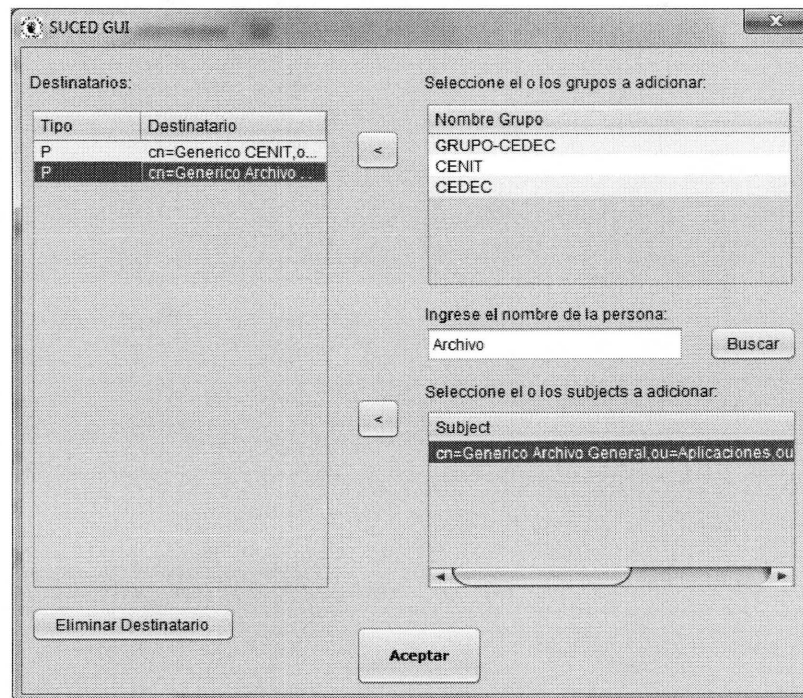 SUCED GUI
Destinatarios:
Tipo Destinatario
P cn=Generico CENIT,o...
P cn=Generico Archivo ...
<
Seleccione el o los grupos a adicionar:
Nombre Grupo
GRUPO-CEDEC
CENIT
CEDEC
Ingrese el nombre de la persona:
Archivo
Buscar
Seleccione el o los subjects a adicionar:
<
Subject
cn=Generico Archivo General,ou=Aplicaciones,ou
Eliminar Destinatario
Aceptar